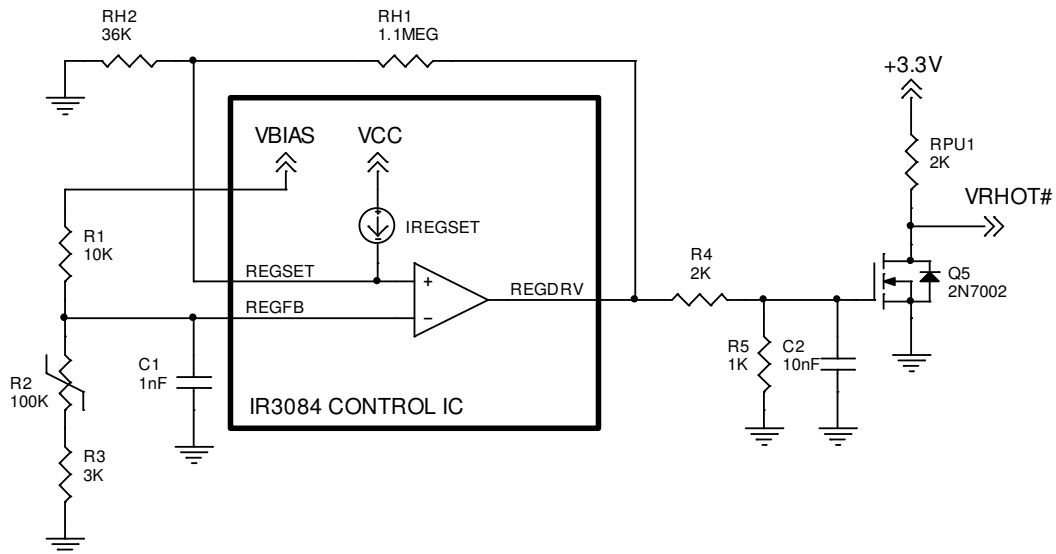 RH2
36K
RH1
1.1MEG
+3.3V
VBIAS
VCC
RPU1
2K
VRHOT#
IREGSET
R1
10K
R4
2K
REGSET
+
REGDRV
Q5
2N7002
REGFB
−
R5
1K
C2
10nF
C1
1nF
R2
100K
IR3084 CONTROL IC
R3
3K